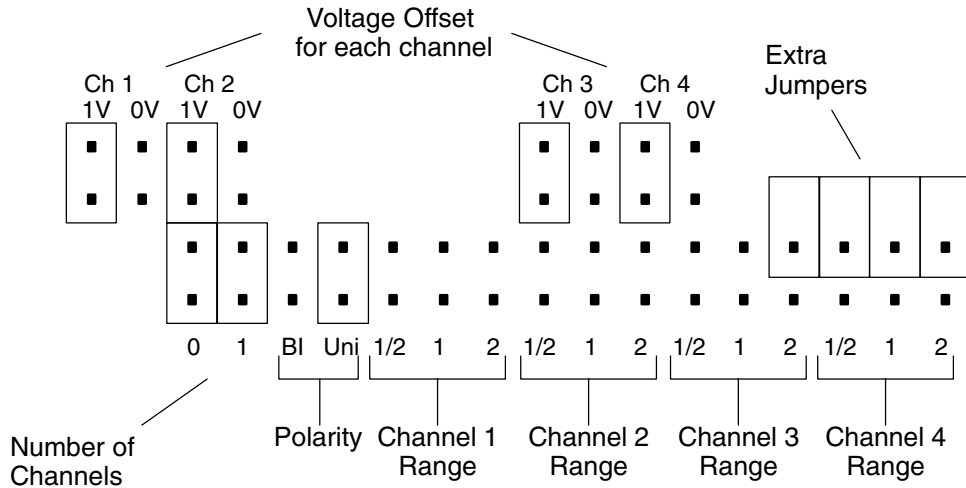 Voltage Offset
for each channel
Extra
Jumpers
Ch 1 Ch 2 Ch 3 Ch 4
1V 0V 1V 0V 1V 0V 1V 0V
0 1 BI Uni 1/2 1 2 1/2 1 2 1/2 1 2 1/2 1 2
Number of
Channels
Polarity
Channel 1
Range
Channel 2
Range
Channel 3
Range
Channel 4
Range